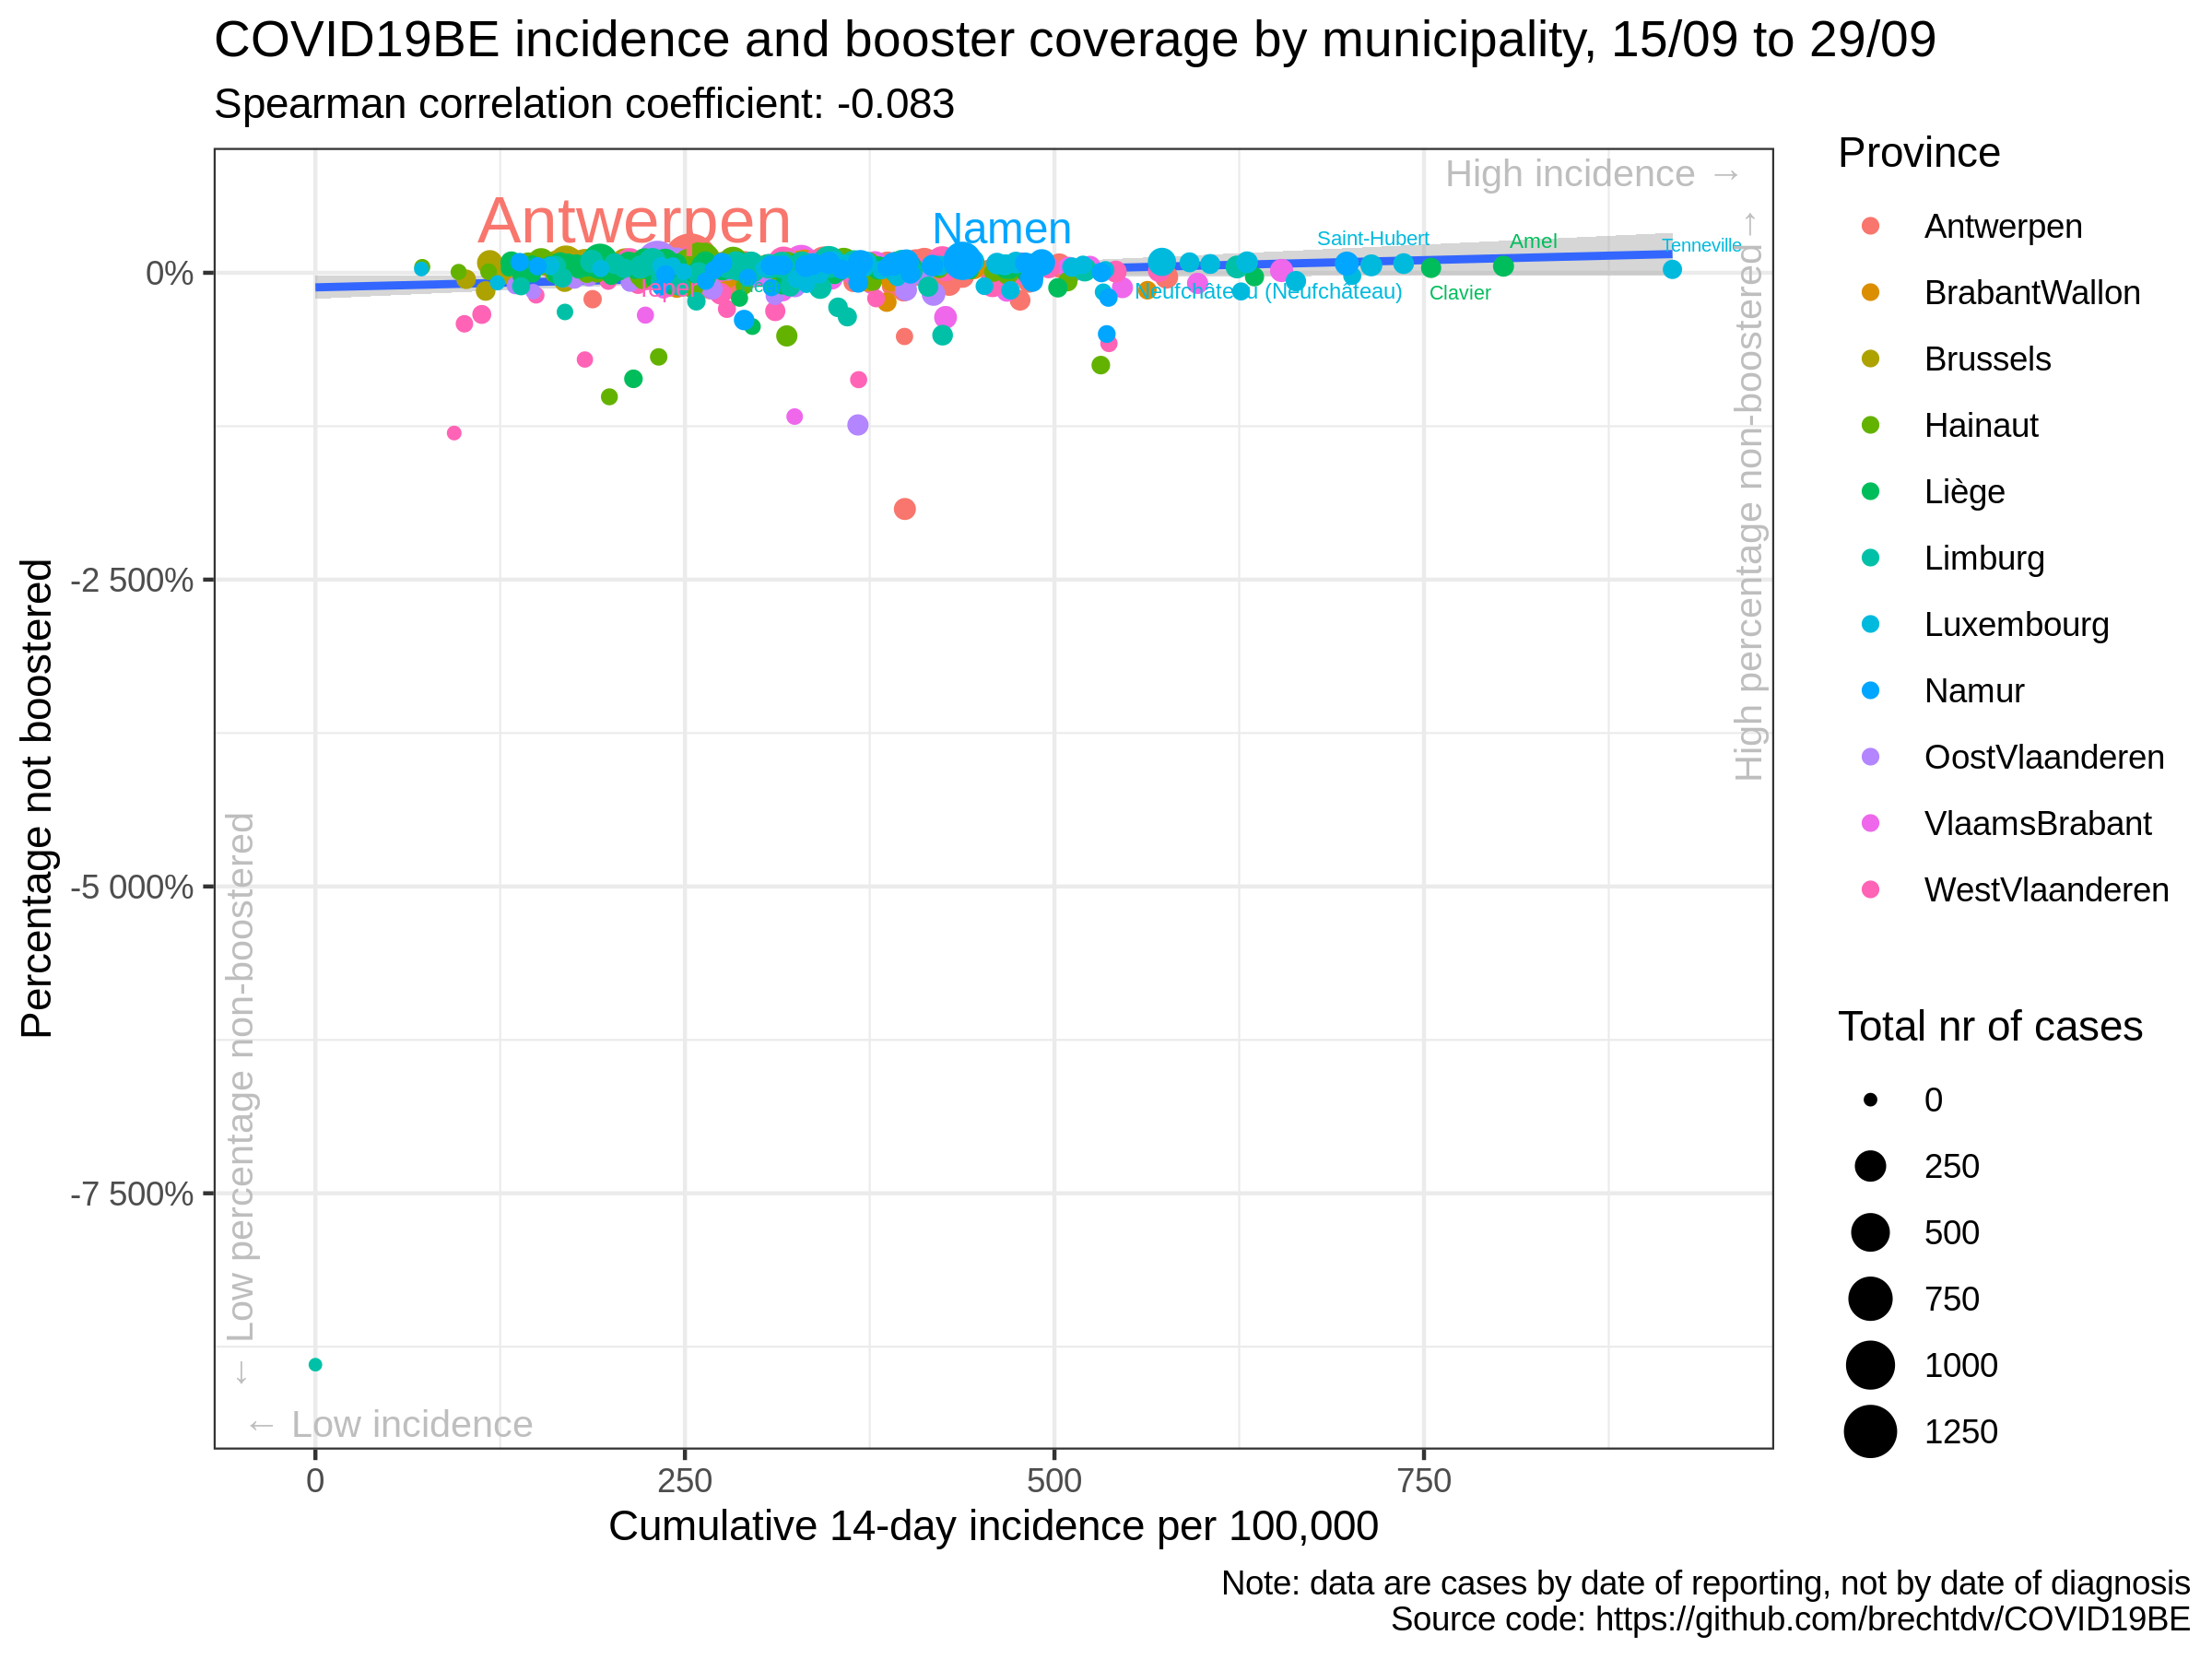 COVID19BE incidence and booster coverage by municipality, 15/09 to 29/09
Spearman correlation coefficient: -0.083
High incidence →
High percentage non-boostered →
Antwerpen
Namen
Saint-Hubert
Amel
Tenneville
Neufchâteau (Neufchâteau)
Clavier
Ieper
0%
-2 500%
-5 000%
-7 500%
Percentage not boostered
← Low percentage non-boostered
← Low incidence
0
250
500
750
Cumulative 14-day incidence per 100,000
Province
Antwerpen
BrabantWallon
Brussels
Hainaut
Liège
Limburg
Luxembourg
Namur
OostVlaanderen
VlaamsBrabant
WestVlaanderen
Total nr of cases
0
250
500
750
1000
1250
Note: data are cases by date of reporting, not by date of diagnosis
Source code: https://github.com/brechtdv/COVID19BE